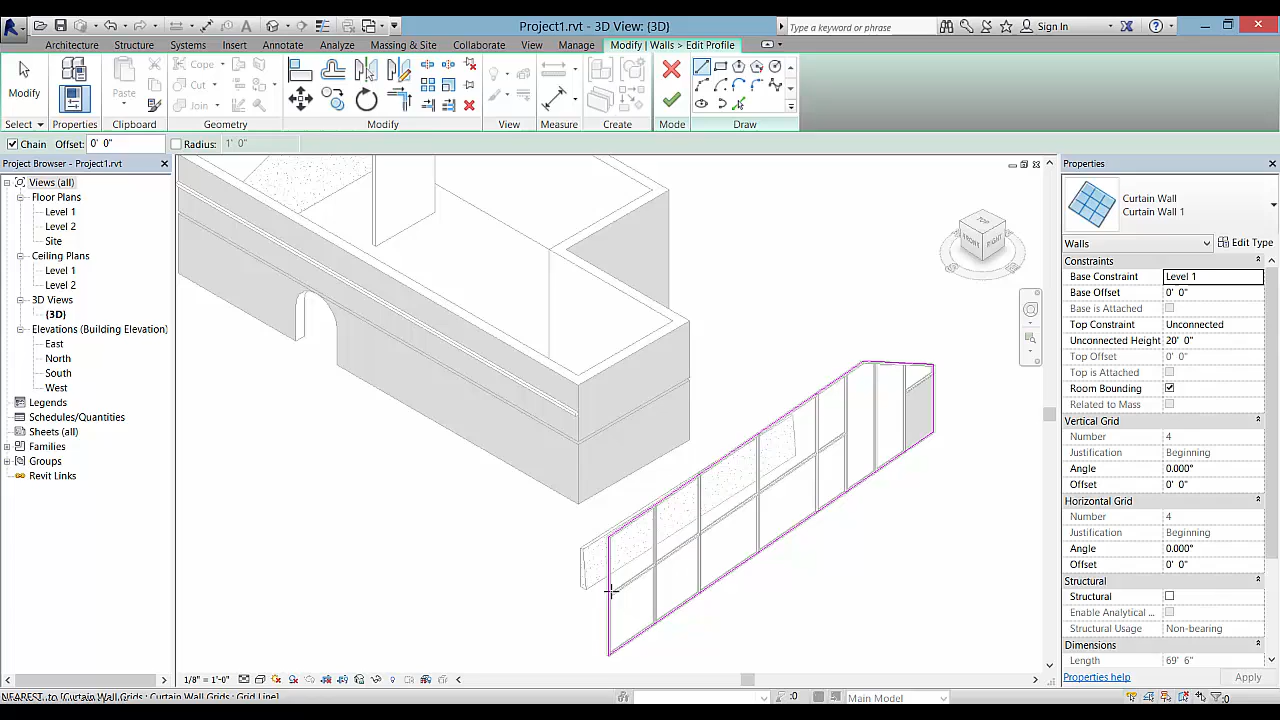 Project1.rvt - 3D View: {3D}
Type a keyword or phrase
Sign In
Architecture Structure Systems Insert Annotate Analyze Massing & Site Collaborate View Manage Modify | Walls > Edit Profile
Modify
Paste
Cope
Cut
Join
Select Properties Clipboard Geometry Modify View Measure Create Mode Draw
Chain Offset: 0' 0" Radius: 1' 0"
Project Browser - Project1.rvt
Views (all)
Floor Plans
Level 1
Level 2
Site
Ceiling Plans
Level 1
Level 2
3D Views
{3D}
Elevations (Building Elevation)
East
North
South
West
Legends
Schedules/Quantities
Sheets (all)
Families
Groups
Revit Links
TOP
FRONT
RIGHT
Properties
Curtain Wall
Curtain Wall 1
Walls
Edit Type
Constraints
Base Constraint Level 1
Base Offset 0' 0"
Base is Attached
Top Constraint Unconnected
Unconnected Height 20' 0"
Top Offset 0' 0"
Top is Attached
Room Bounding
Related to Mass
Vertical Grid
Number 4
Justification Beginning
Angle 0.000°
Offset 0' 0"
Horizontal Grid
Number 4
Justification Beginning
Angle 0.000°
Offset 0' 0"
Structural
Structural
Enable Analytical ...
Structural Usage Non-bearing
Dimensions
Length 69' 6"
Properties help
Apply
1/8" = 1'-0"
NEAREST to [Curtain Wall Grids : Curtain Wall Grids : Grid Line]
:0
Main Model
:0